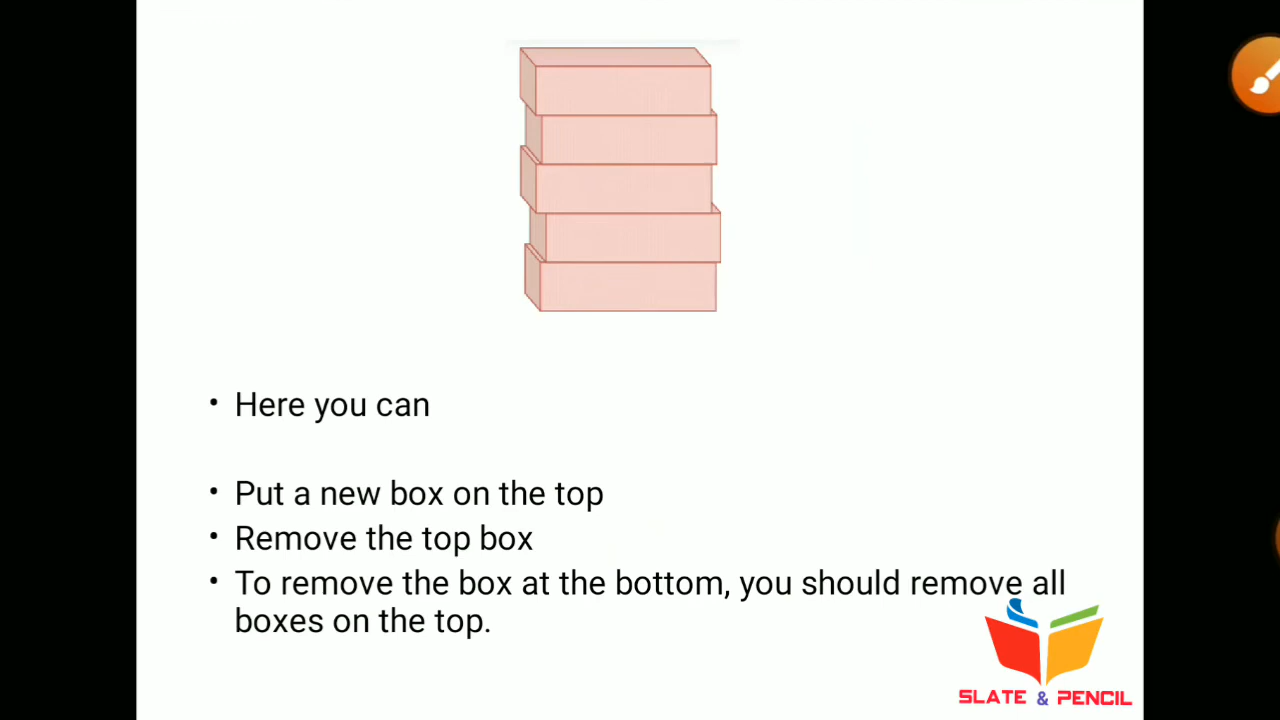 • Here you can
• Put a new box on the top
• Remove the top box
• To remove the box at the bottom, you should remove all
boxes on the top.
SLATE & PENCIL